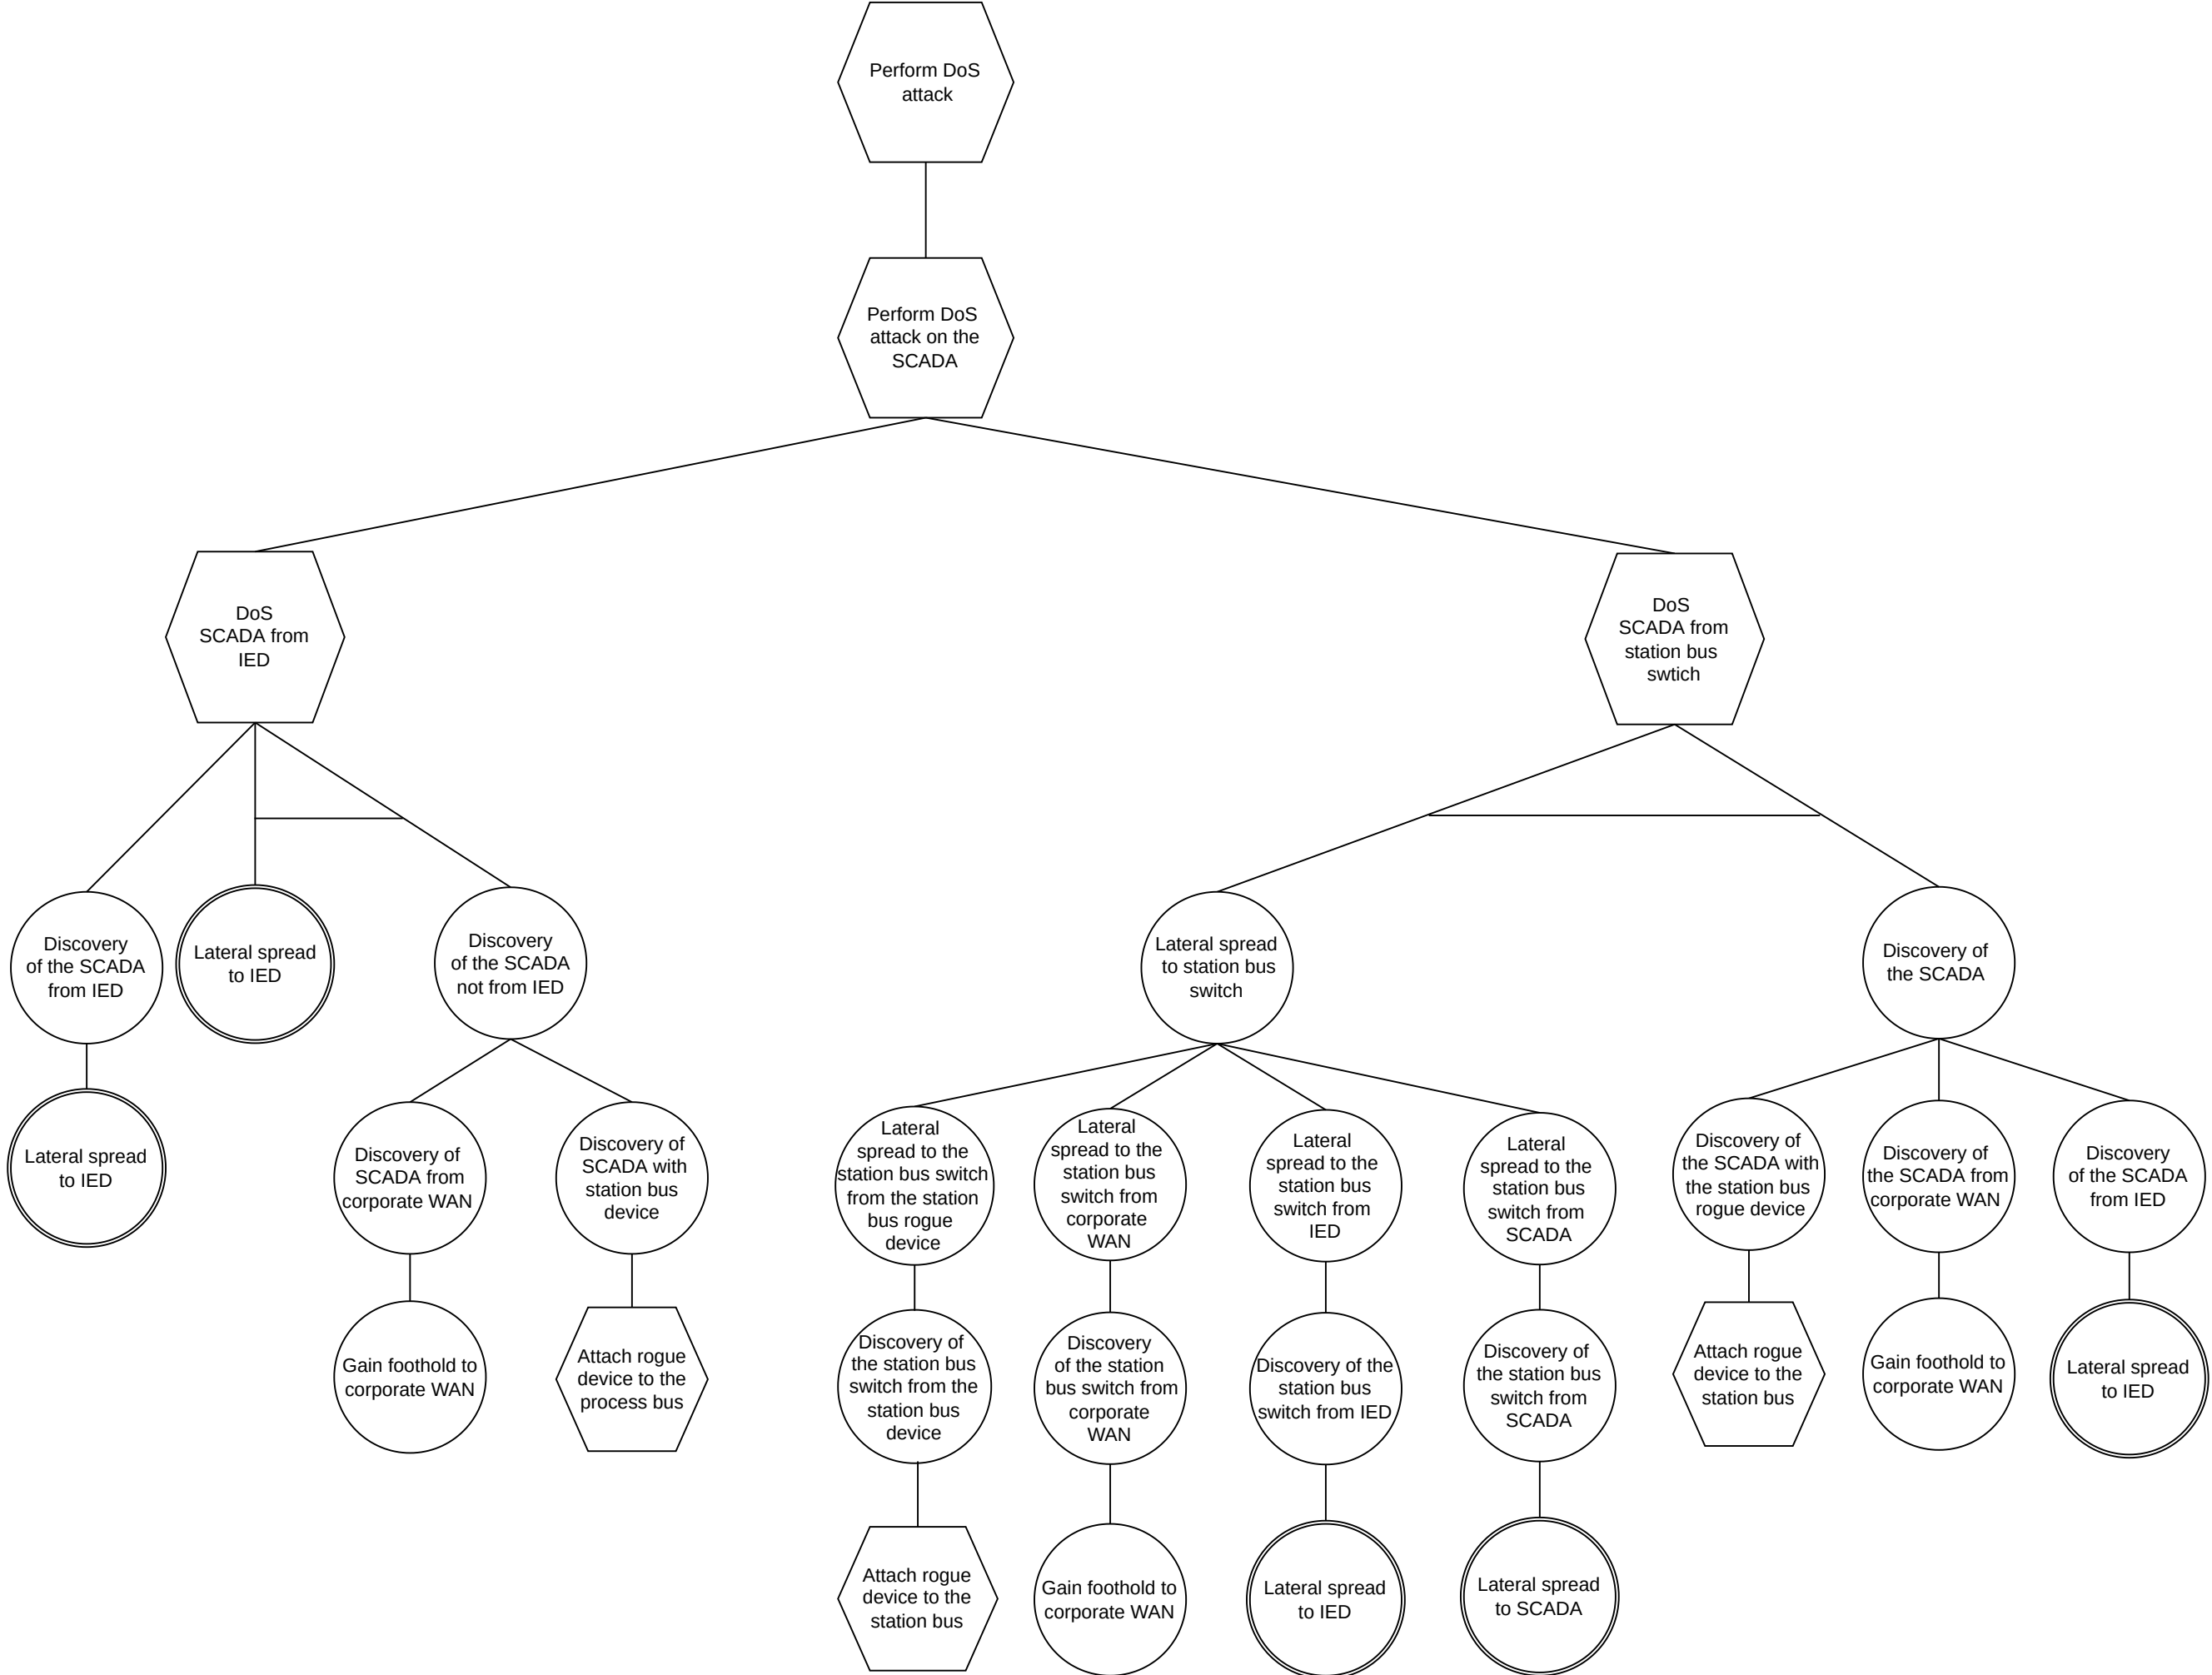 Perform DoS
attack
Perform DoS
attack on the
SCADA
DoS
SCADA from
IED
DoS
SCADA from
station bus
swtich
Discovery
of the SCADA
from IED
Lateral spread
to IED
Discovery
of the SCADA
not from IED
Lateral spread
to station bus
switch
Discovery of
the SCADA
Lateral spread
to IED
Discovery of
SCADA from
corporate WAN
Discovery of
SCADA with
station bus
device
Lateral
spread to the
station bus switch
from the station
bus rogue
device
Lateral
spread to the
station bus
switch from
corporate
WAN
Lateral
spread to the
station bus
switch from
IED
Lateral
spread to the
station bus
switch from
SCADA
Discovery of
the SCADA with
the station bus
rogue device
Discovery of
the SCADA from
corporate WAN
Discovery
of the SCADA
from IED
Gain foothold to
corporate WAN
Attach rogue
device to the
process bus
Discovery of
the station bus
switch from the
station bus
device
Discovery
of the station
bus switch from
corporate
WAN
Discovery of the
station bus
switch from IED
Discovery of
the station bus
switch from
SCADA
Attach rogue
device to the
station bus
Gain foothold to
corporate WAN
Lateral spread
to IED
Attach rogue
device to the
station bus
Gain foothold to
corporate WAN
Lateral spread
to IED
Lateral spread
to SCADA